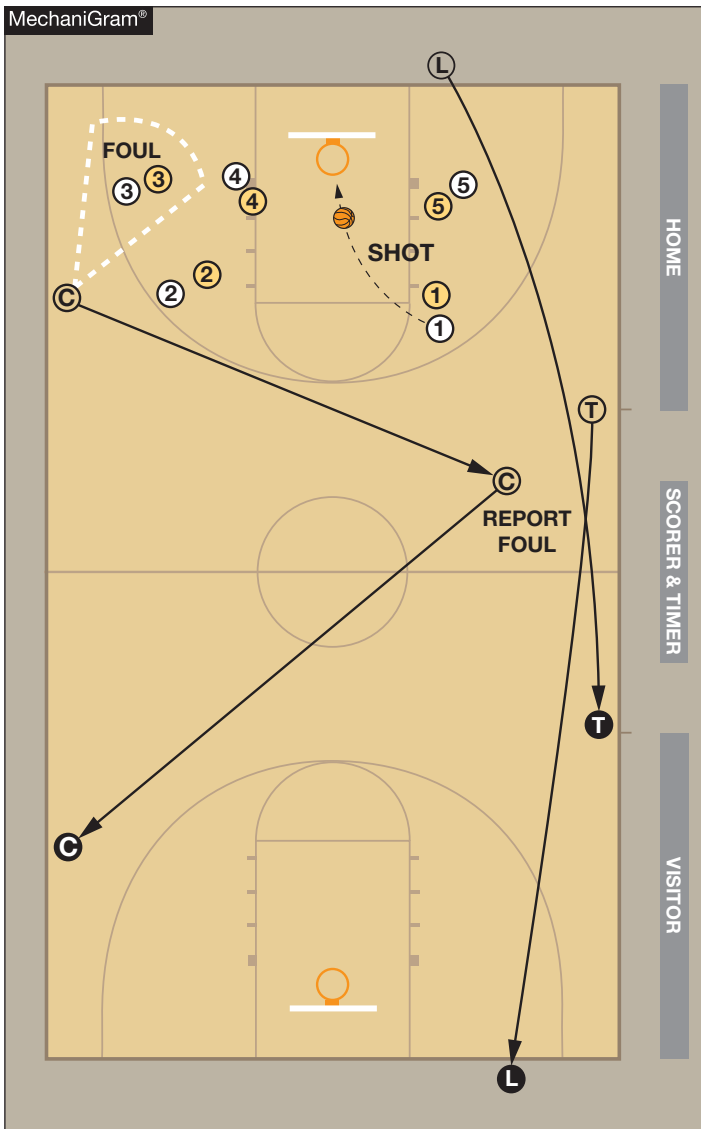 MechaniGram®
L
FOUL
3
3
4
4
5
5
SHOT
2
2
C
1
1
HOME
T
C
REPORT
FOUL
SCORER & TIMER
T
C
VISITOR
L